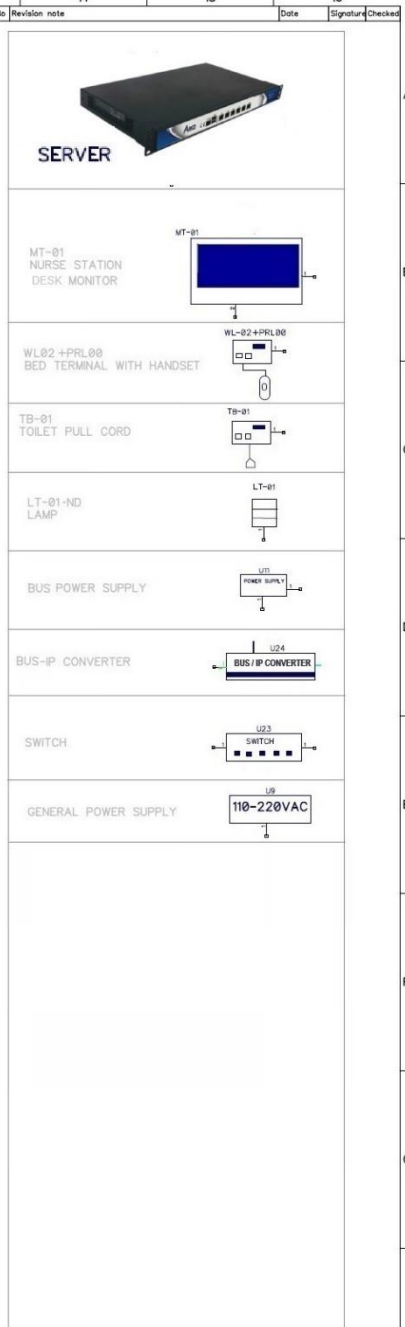 Revision note
Date
Signature
Checked
SERVER
MT-01
NURSE STATION
DESK MONITOR
MT-01
WL02+PRL00
BED TERMINAL WITH HANDSET
WL-02+PRL00
TB-01
TOILET PULL CORD
TB-01
LT-01-ND
LAMP
LT-01
BUS POWER SUPPLY
U11
POWER SUPPLY
BUS-IP CONVERTER
U24
BUS / IP CONVERTER
SWITCH
U23
SWITCH
GENERAL POWER SUPPLY
U9
110-220VAC